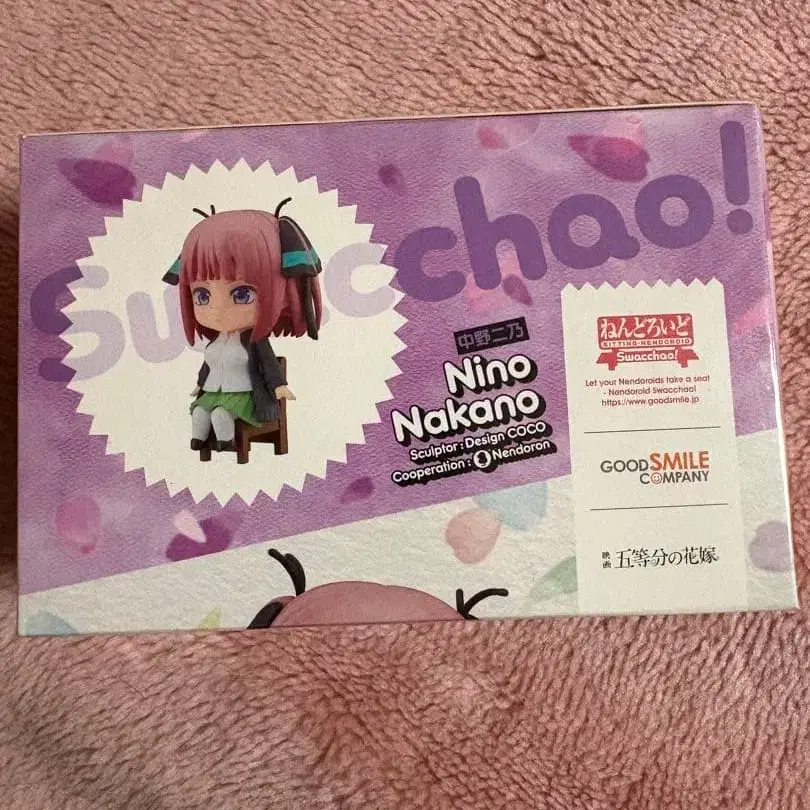 Swacchao!
中野二乃
Nino
Nakano
Sculptor : Design COCO
Cooperation : Nendoron
ねんどろいど
SITTING・NENDOROID
Swacchao!
Let your Nendoroids take a seat
- Nendoroid Swacchao!
https://www.goodsmile.jp
GOODSMILE
COMPANY
映画 五等分の花嫁